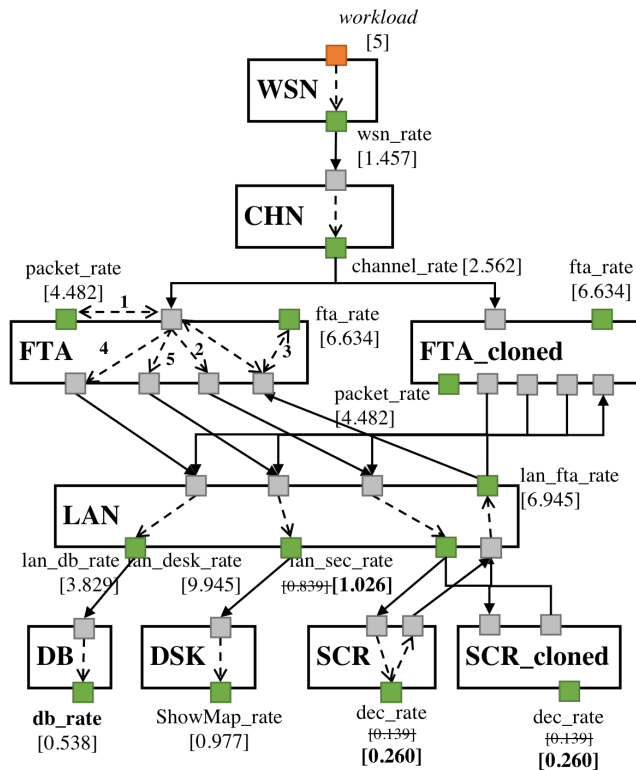 workload
[5]
WSN
wsn_rate
[1.457]
CHN
channel_rate [2.562]
packet_rate
[4.482]
1
fta_rate
[6.634]
fta_rate
[6.634]
FTA
4
5
2
3
FTA_cloned
packet_rate
[4.482]
lan_fta_rate
[6.945]
LAN
lan_db_rate
[3.829]
lan_desk_rate
[9.945]
lan_sec_rate
[0.839] [1.026]
DB
DSK
SCR
SCR_cloned
db_rate
[0.538]
ShowMap_rate
[0.977]
dec_rate
[0.139]
[0.260]
dec_rate
[0.139]
[0.260]